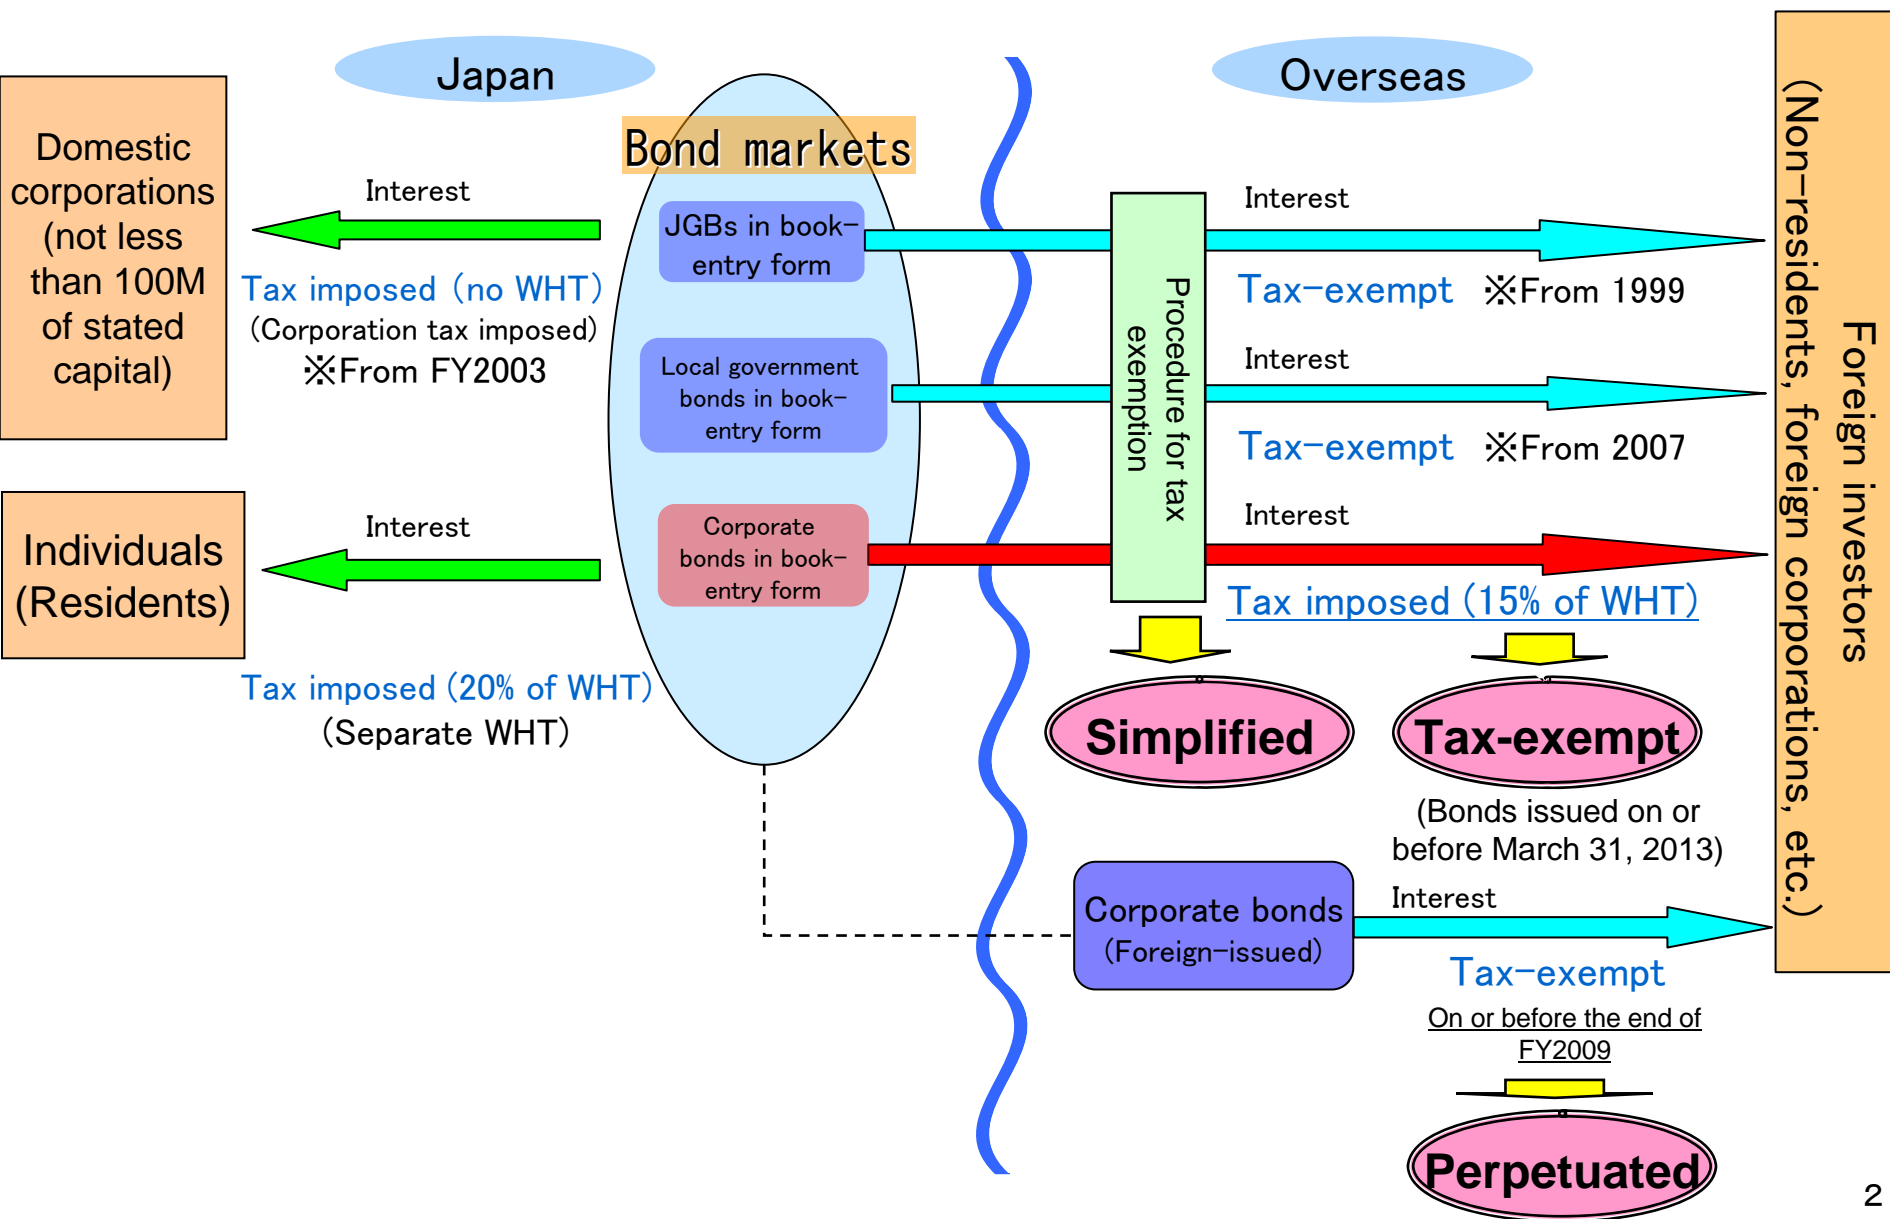 Japan
Overseas
Domestic
corporations
(not less
than 100M
of stated
capital)
Interest
Tax imposed (no WHT)
(Corporation tax imposed)
※From FY2003
Individuals
(Residents)
Interest
Tax imposed (20% of WHT)
(Separate WHT)
Bond markets
JGBs in book-
entry form
Local government
bonds in book-
entry form
Corporate
bonds in book-
entry form
Procedure for tax
exemption
Interest
Tax-exempt ※From 1999
Interest
Tax-exempt ※From 2007
Interest
Tax imposed (15% of WHT)
Simplified
Tax-exempt
(Bonds issued on or
before March 31, 2013)
Corporate bonds
(Foreign-issued)
Interest
Tax-exempt
On or before the end of
FY2009
Perpetuated
Foreign investors
(Non-residents, foreign corporations, etc.)
2